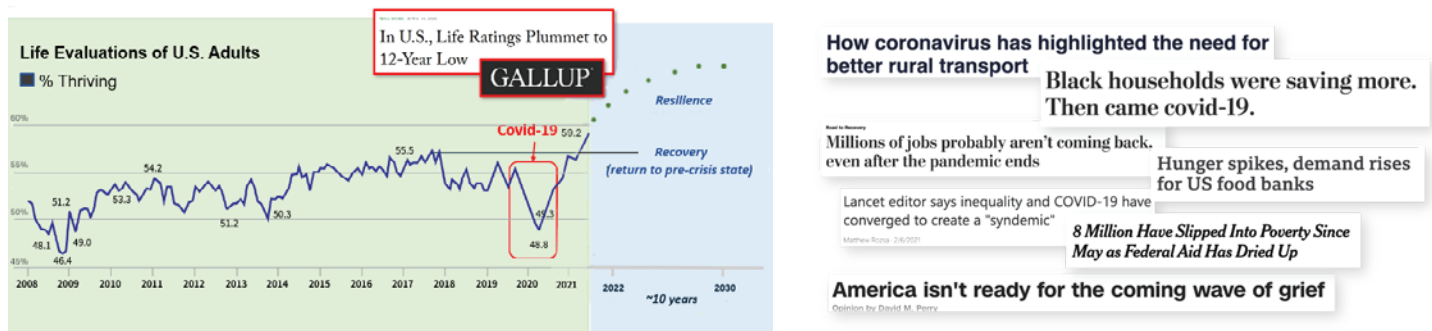 In U.S., Life Ratings Plummet to
12-Year Low
GALLUP
Life Evaluations of U.S. Adults
% Thriving
Resilience
60%
Covid-19
59.2
55.5
Recovery
(return to pre-crisis state)
55%
54.2
53.3
51.2
51.2
50.3
49.3
50%
48.1
49.0
48.8
46.4
45%
2008
2009
2010
2011
2012
2013
2014
2015
2016
2017
2018
2019
2020
2021
2022
2030
~10 years
How coronavirus has highlighted the need for
better rural transport
Black households were saving more.
Then came covid-19.
Road to Recovery
Millions of jobs probably aren't coming back,
even after the pandemic ends
Hunger spikes, demand rises
for US food banks
Lancet editor says inequality and COVID-19 have
converged to create a "syndemic"
Matthew Rozsa - 2/6/2021
8 Million Have Slipped Into Poverty Since
May as Federal Aid Has Dried Up
America isn't ready for the coming wave of grief
Opinion by David M. Perry